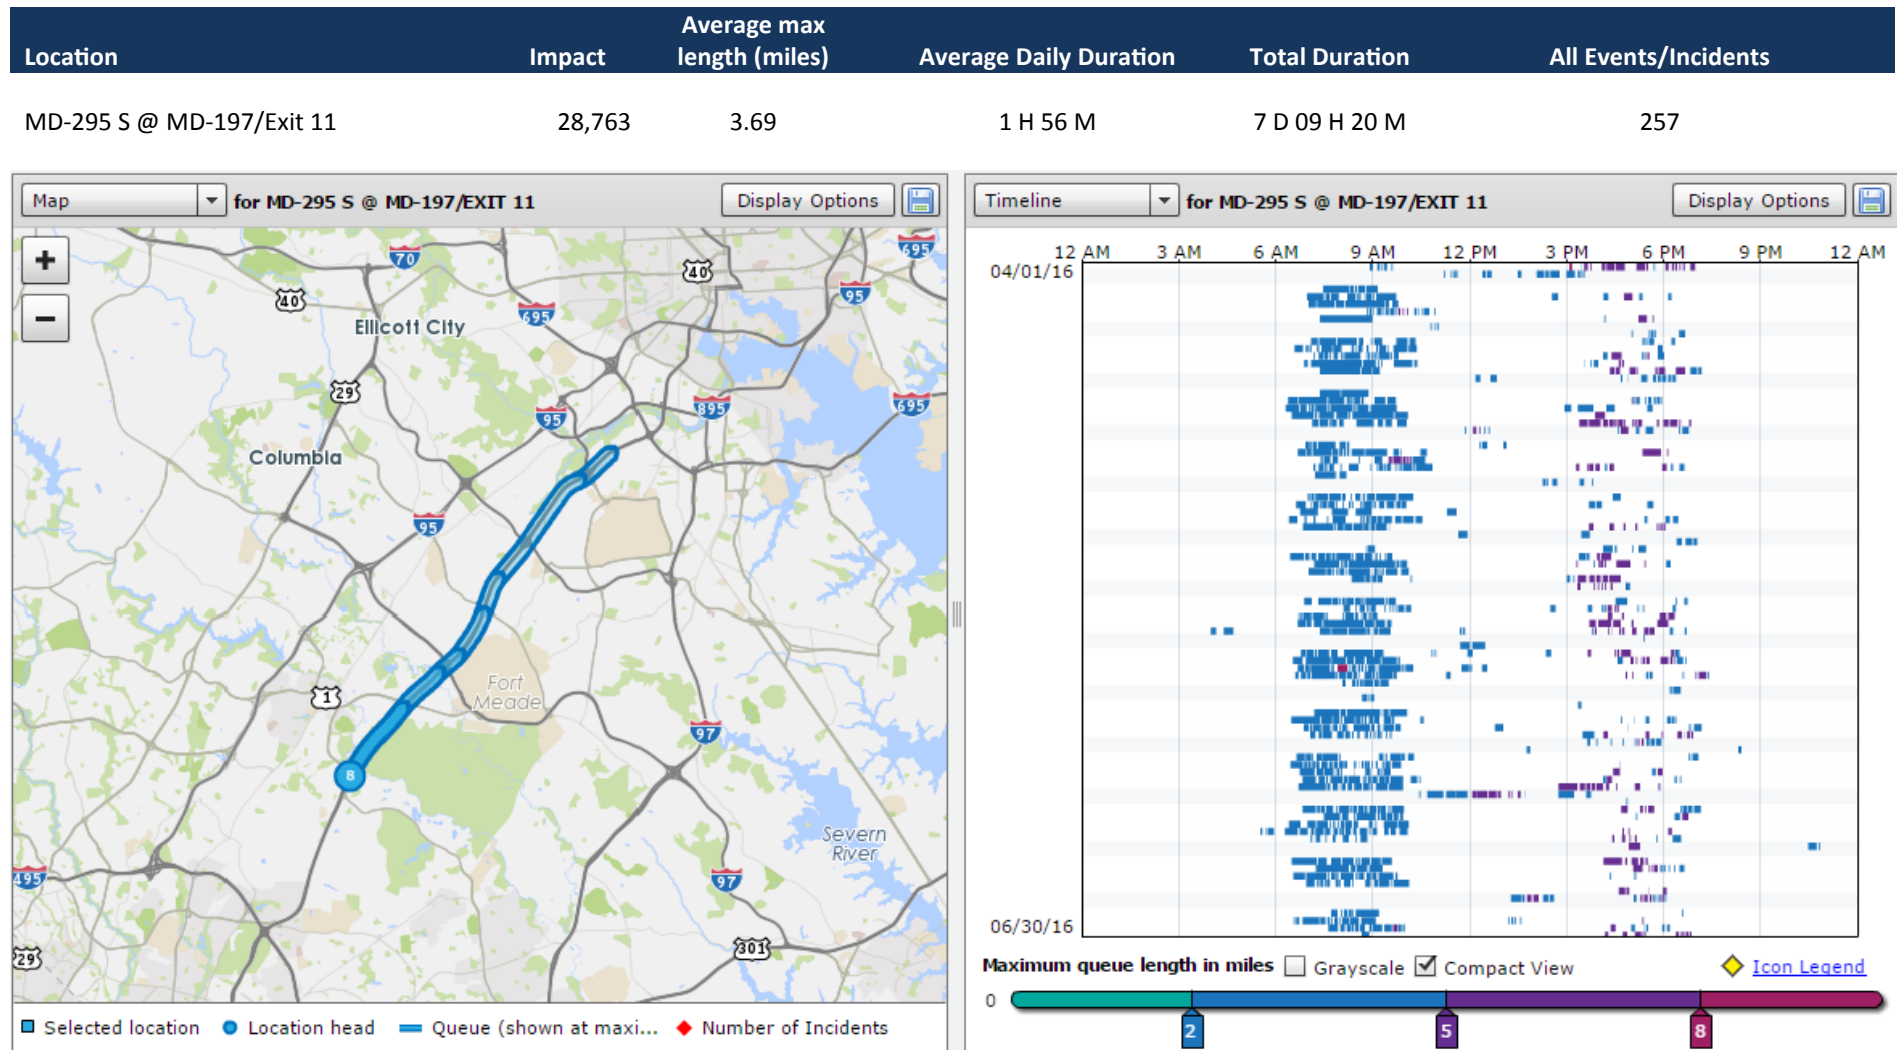 Location Impact Average max length (miles) Average Daily Duration Total Duration All Events/Incidents
MD-295 S @ MD-197/Exit 11 28,763 3.69 1 H 56 M 7 D 09 H 20 M 257
Map for MD-295 S @ MD-197/EXIT 11 Display Options
+
−
70
40
40
695
95
695
Ellicott City
29
95
895
695
Columbia
95
Fort
Meade
1
97
8
Severn
River
495
97
29
301
Selected location Location head Queue (shown at maxi... Number of Incidents
Timeline for MD-295 S @ MD-197/EXIT 11 Display Options
12 AM 3 AM 6 AM 9 AM 12 PM 3 PM 6 PM 9 PM 12 AM
04/01/16
06/30/16
Maximum queue length in miles Grayscale Compact View Icon Legend
0
2 5 8